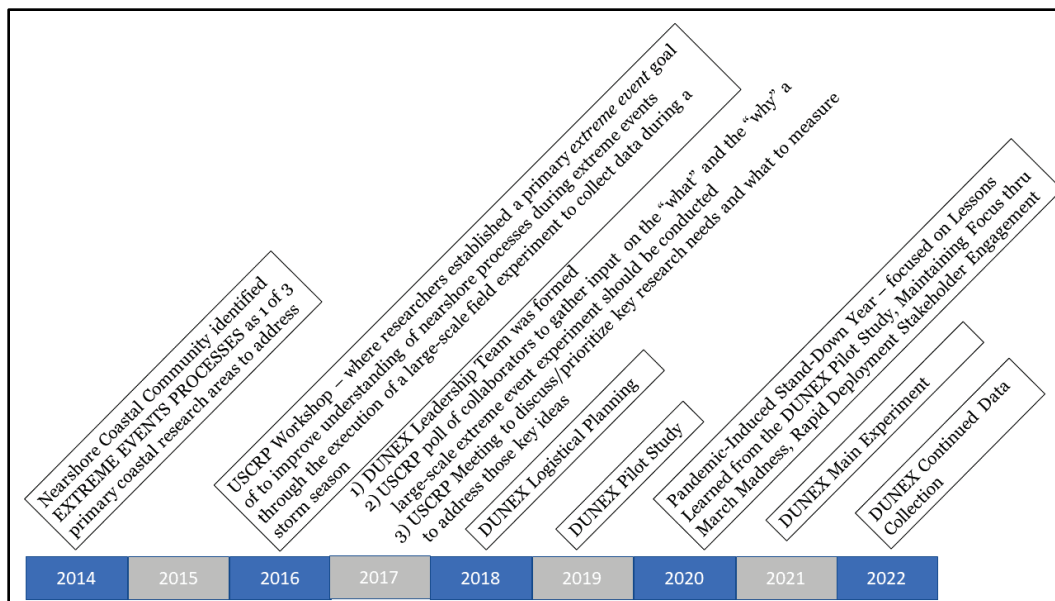 Nearshore Coastal Community identified
EXTREME EVENTS PROCESSES as 1 of 3
primary coastal research areas to address
USCRP Workshop – where researchers established a primary extreme event goal
of to improve understanding of nearshore processes during extreme events
through the execution of a large-scale field experiment to collect data during a
storm season
1) DUNEX Leadership Team was formed
2) USCRP poll of collaborators to gather input on the “what” and the “why” a
large-scale extreme event experiment should be conducted
3) USCRP Meeting to discuss/prioritize key research needs and what to measure
to address those key ideas
DUNEX Logistical Planning
DUNEX Pilot Study
Pandemic-Induced Stand-Down Year – focused on Lessons
Learned from the DUNEX Pilot Study, Maintaining Focus thru
March Madness, Rapid Deployment Stakeholder Engagement
DUNEX Main Experiment
DUNEX Continued Data
Collection
2014 2015 2016 2017 2018 2019 2020 2021 2022